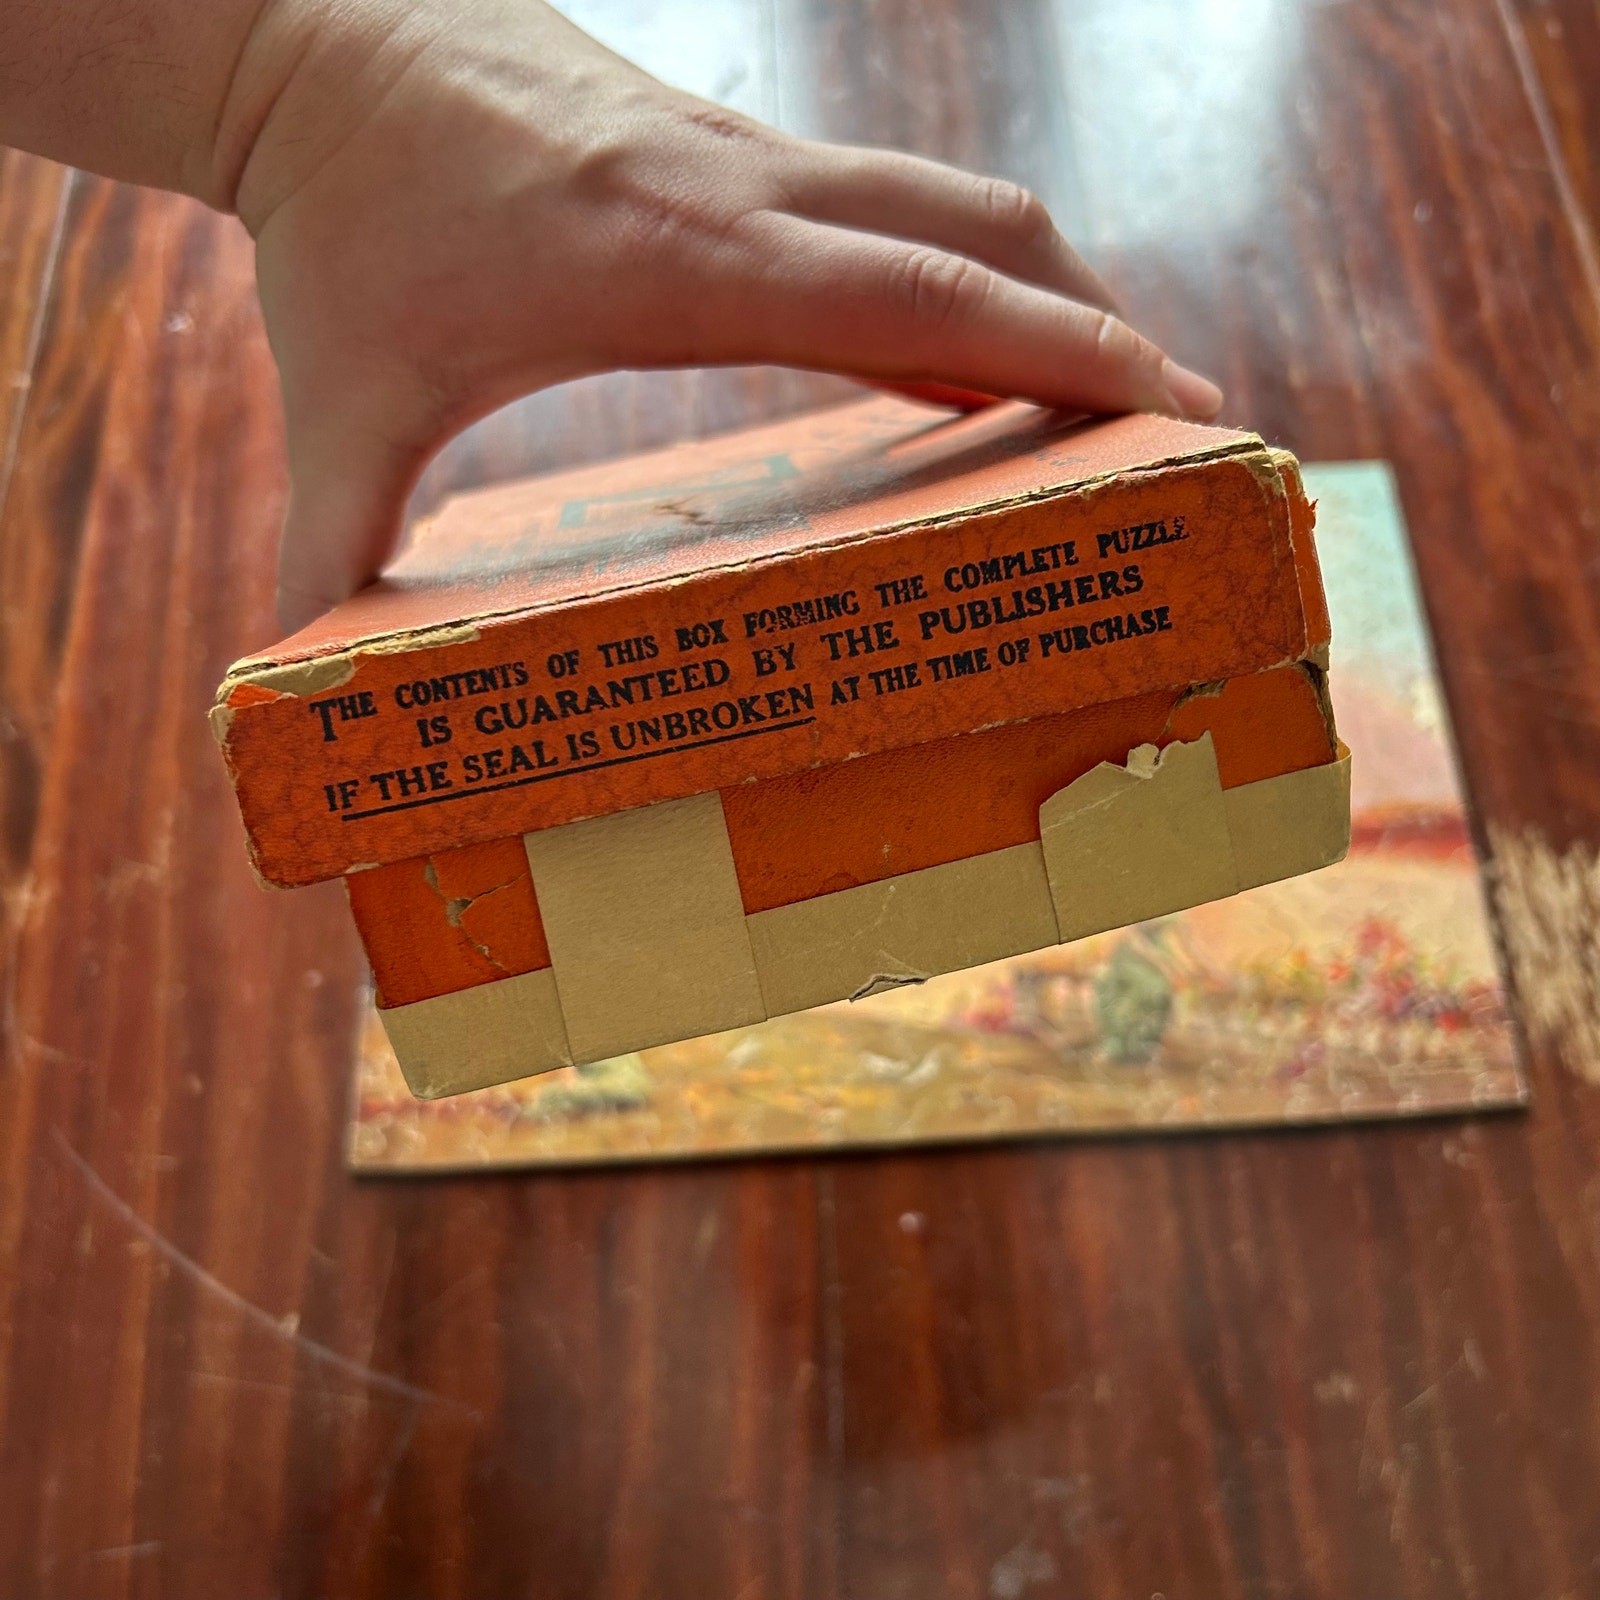 THE CONTENTS OF THIS BOX FORMING THE COMPLETE PUZZLE
IS GUARANTEED BY THE PUBLISHERS
IF THE SEAL IS UNBROKEN AT THE TIME OF PURCHASE